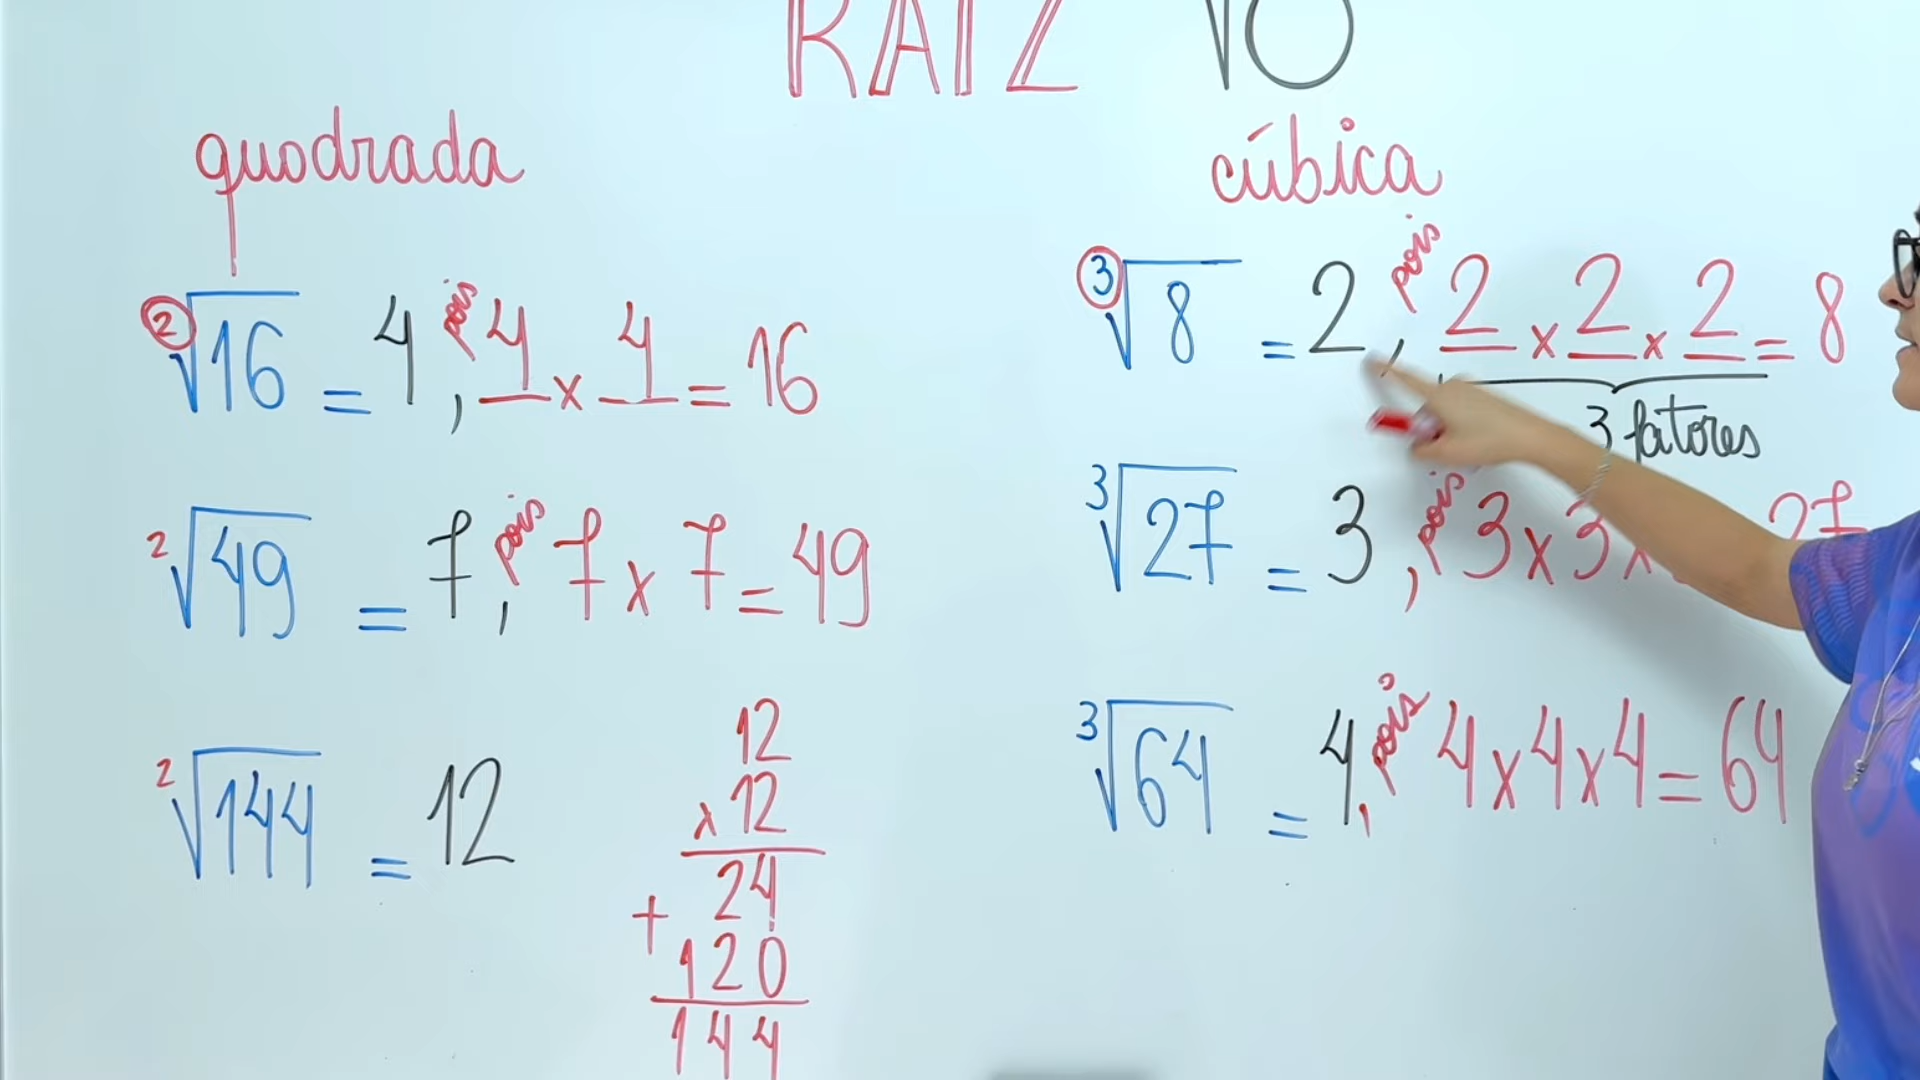 RAIZ √O
quadrada
²√16 = 4, pois 4 x 4 = 16
²√49 = 7, pois 7 x 7 = 49
²√144 = 12
12
x 12
24
+ 120
144
cúbica
³√8 = 2, pois 2 x 2 x 2 = 8
3 fatores
³√27 = 3, pois 3 x 3 x 27
³√64 = 4, pois 4 x 4 x 4 = 64